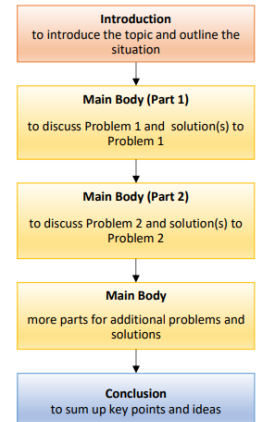 Introduction
to introduce the topic and outline the
situation
Main Body (Part 1)
to discuss Problem 1 and solution(s) to
Problem 1
Main Body (Part 2)
to discuss Problem 2 and solution(s) to
Problem 2
Main Body
more parts for additional problems and
solutions
Conclusion
to sum up key points and ideas